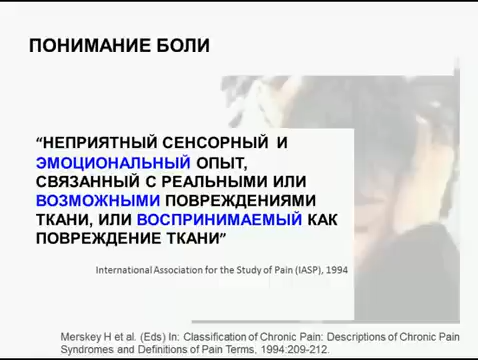 ПОНИМАНИЕ БОЛИ
“НЕПРИЯТНЫЙ СЕНСОРНЫЙ И
ЭМОЦИОНАЛЬНЫЙ ОПЫТ,
СВЯЗАННЫЙ С РЕАЛЬНЫМИ ИЛИ
ВОЗМОЖНЫМИ ПОВРЕЖДЕНИЯМИ
ТКАНИ, ИЛИ ВОСПРИНИМАЕМЫЙ КАК
ПОВРЕЖДЕНИЕ ТКАНИ”
International Association for the Study of Pain (IASP), 1994
Merskey H et al. (Eds) In: Classification of Chronic Pain: Descriptions of Chronic Pain
Syndromes and Definitions of Pain Terms, 1994:209-212.